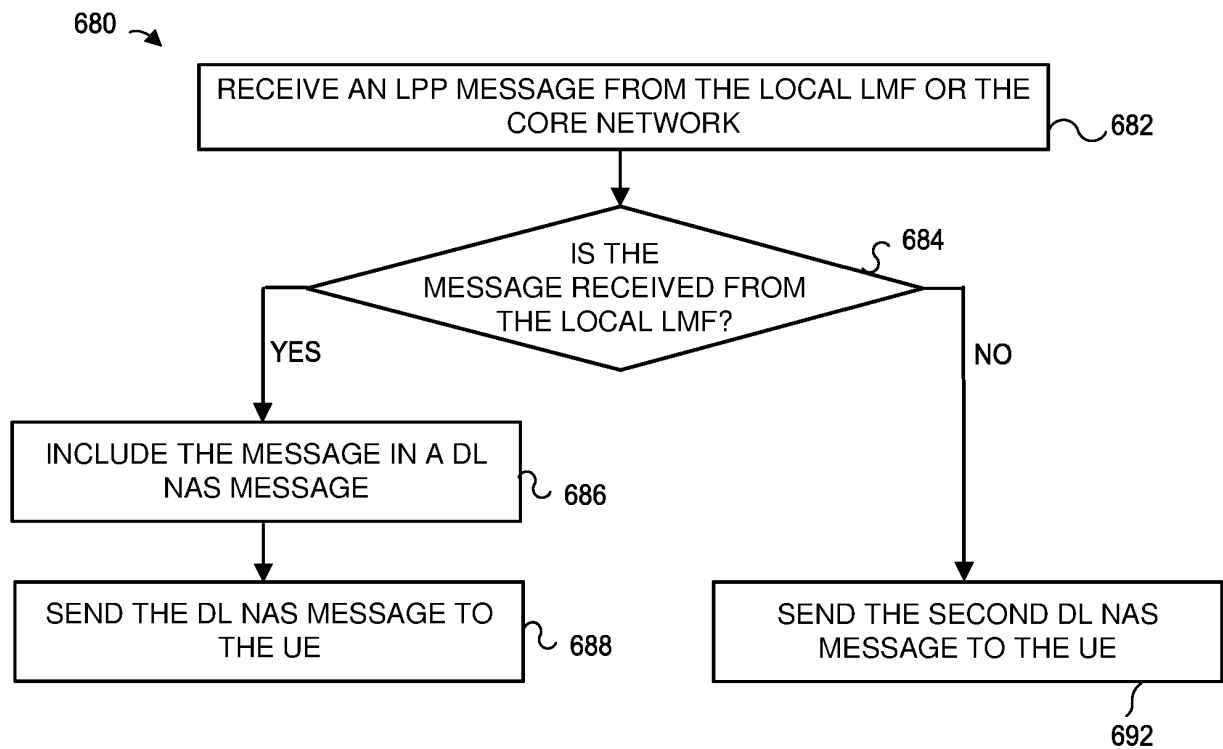 680
RECEIVE AN LPP MESSAGE FROM THE LOCAL LMF OR THE
CORE NETWORK
682
684
IS THE
MESSAGE RECEIVED FROM
THE LOCAL LMF?
YES
NO
INCLUDE THE MESSAGE IN A DL
NAS MESSAGE
686
SEND THE DL NAS MESSAGE TO
THE UE
688
SEND THE SECOND DL NAS
MESSAGE TO THE UE
692